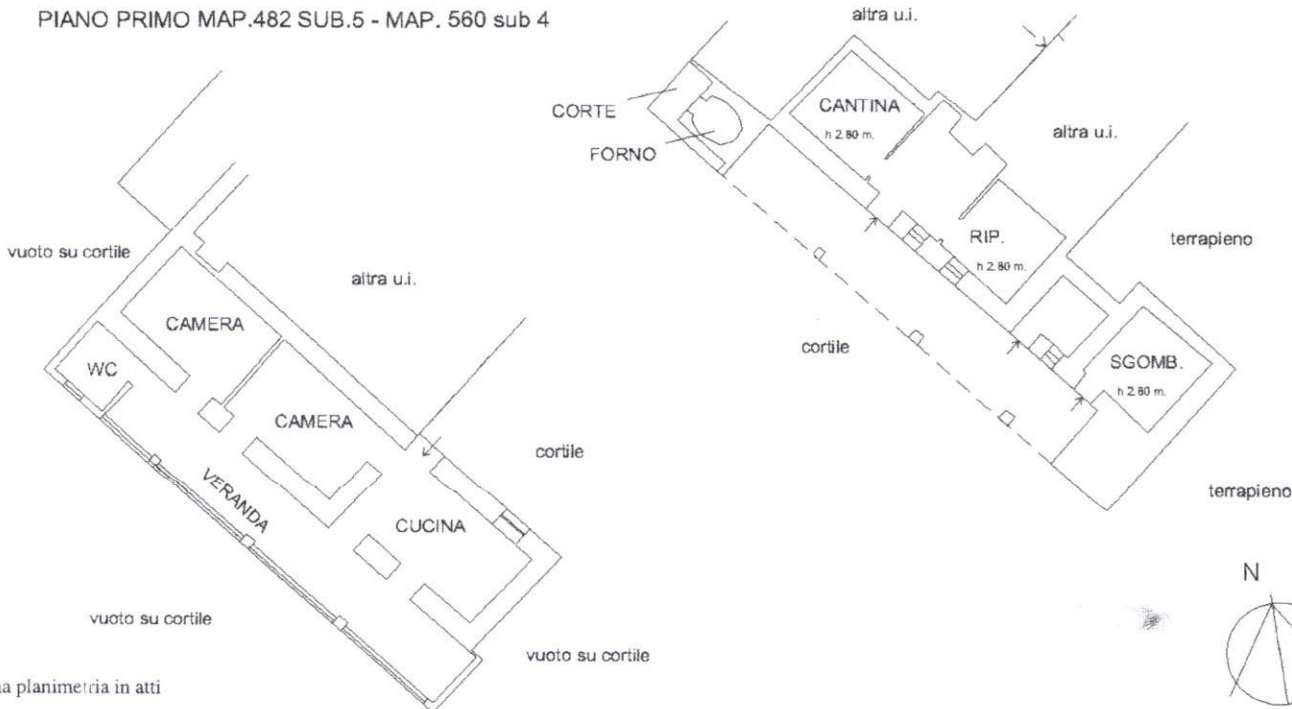 PIANO PRIMO MAP.482 SUB.5 - MAP. 560 sub 4
vuoto su cortile
altra u.i.
CAMERA
WC
CAMERA
cortile
VERANDA
CUCINA
vuoto su cortile
vuoto su cortile
altra u.i.
CORTE
CANTINA
h 2.80 m.
FORNO
altra u.i.
RIP.
h 2.80 m.
terrapieno
cortile
SGOMB.
h 2.80 m.
terrapieno
N
planimetria in atti